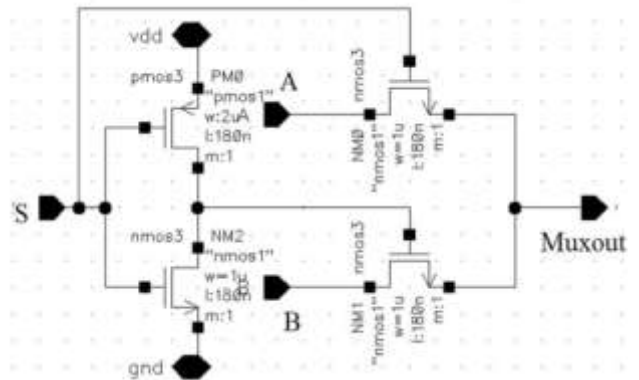 vdd
pmos3
PM0
"pmos1"
w:2uA
l:180n
m:1
A
nmos3
NM0
"nmos1"
w=1u
l:180n
m:1
S
Muxout
nmos3
NM2
"nmos1"
w=1u
l:180n
m:1
B
nmos3
NM1
"nmos1"
w=1u
l:180n
m:1
gnd